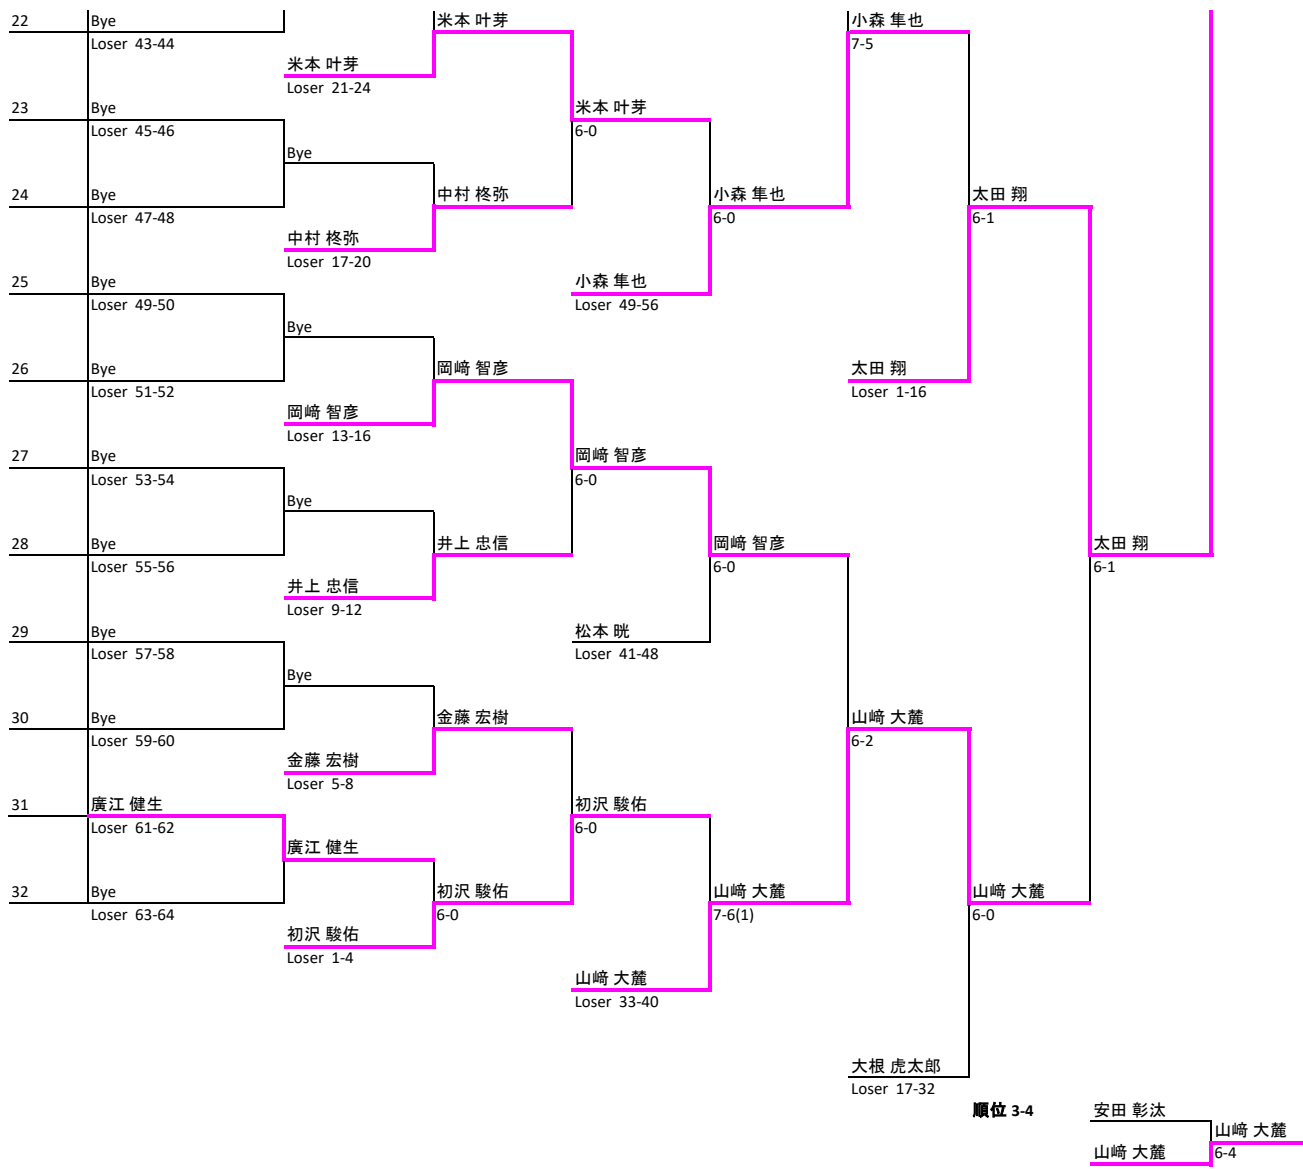 22 Bye 米本 叶芽 小森 隼也
Loser 43-44 7-5
米本 叶芽
Loser 21-24
23 Bye 米本 叶芽
Loser 45-46 6-0
Bye
24 Bye 中村 柊弥 小森 隼也 太田 翔
Loser 47-48 6-0 6-1
中村 柊弥
Loser 17-20
25 Bye 小森 隼也
Loser 49-50 Loser 49-56
Bye
26 Bye 岡﨑 智彦 太田 翔
Loser 51-52 Loser 1-16
岡﨑 智彦
Loser 13-16
27 Bye 岡﨑 智彦
Loser 53-54 6-0
Bye
28 Bye 井上 忠信 岡﨑 智彦 太田 翔
Loser 55-56 6-0 6-1
井上 忠信
Loser 9-12
29 Bye 松本 晄
Loser 57-58 Loser 41-48
Bye
30 Bye 金藤 宏樹 山﨑 大麓
Loser 59-60 6-2
金藤 宏樹
Loser 5-8
31 廣江 健生 初沢 駿佑
Loser 61-62 6-0
廣江 健生
32 Bye 初沢 駿佑 山﨑 大麓 山﨑 大麓
Loser 63-64 6-0 7-6(1) 6-0
初沢 駿佑
Loser 1-4
山﨑 大麓
Loser 33-40
大根 虎太郎
Loser 17-32
順位 3-4 安田 彰汰
山﨑 大麓
山﨑 大麓 6-4